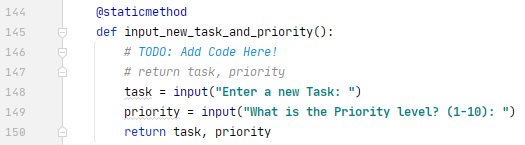 144 @staticmethod
145 def input_new_task_and_priority():
146 # TODO: Add Code Here!
147 # return task, priority
148 task = input("Enter a new Task: ")
149 priority = input("What is the Priority level? (1-10): ")
150 return task, priority